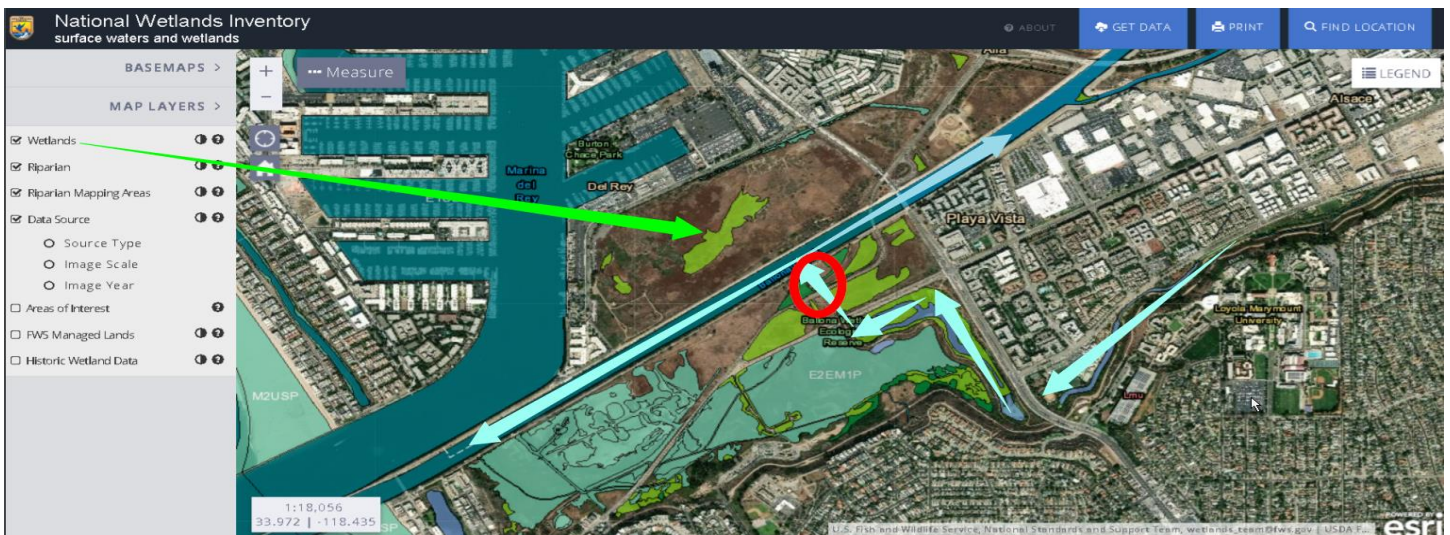 National Wetlands Inventory
surface waters and wetlands
ABOUT
GET DATA
PRINT
FIND LOCATION
BASEMAPS >
MAP LAYERS >
Wetlands
Riparian
Riparian Mapping Areas
Data Source
Source Type
Image Scale
Image Year
Areas of Interest
FWS Managed Lands
Historic Wetland Data
+
−
Measure
LEGEND
Alla
Alsace
Burton
Chace Park
Marina
del
Rey
Del Rey
Playa Vista
Loyola Marymount
University
Ecolog
Reserve
E2EM1P
M2USP
Lmu
1:18,056
33.972 | -118.435
U.S. Fish and Wildlife Service, National Standards and Support Team, wetlands_team@fws.gov | USDA F...
POWERED BY
esri